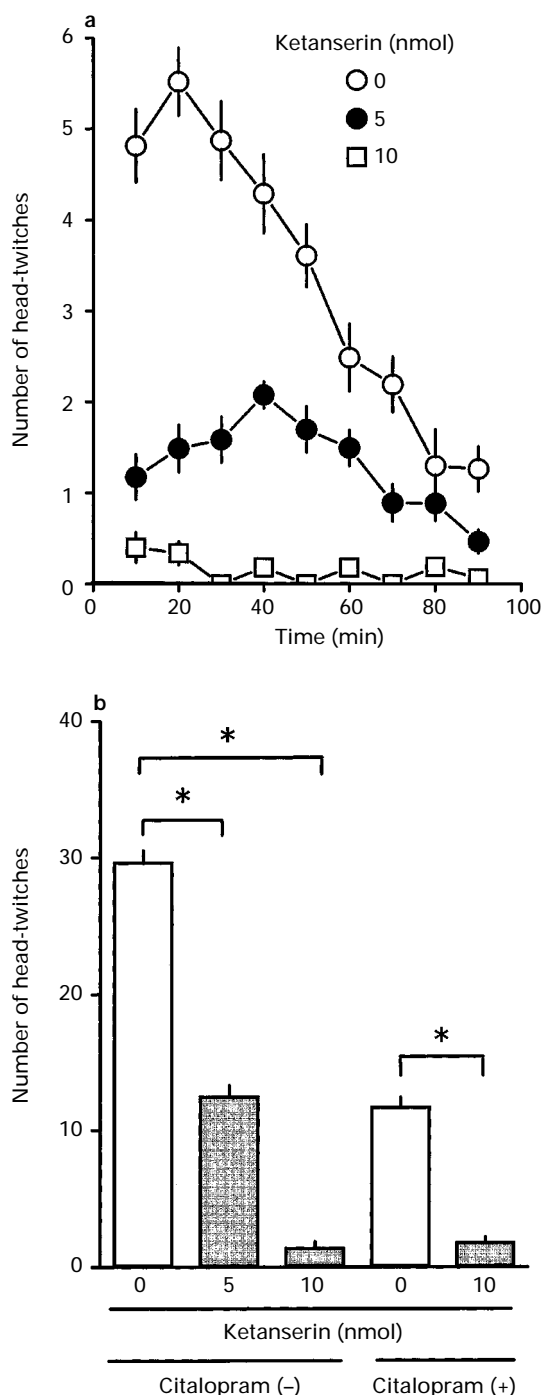 a
6
5
4
3
2
1
0
Number of head-twitches
Ketanserin (nmol)
0
5
10
0 20 40 60 80 100
Time (min)
b
40
30
20
10
0
Number of head-twitches
*
*
*
0 5 10 0 10
Ketanserin (nmol)
Citalopram (–) Citalopram (+)